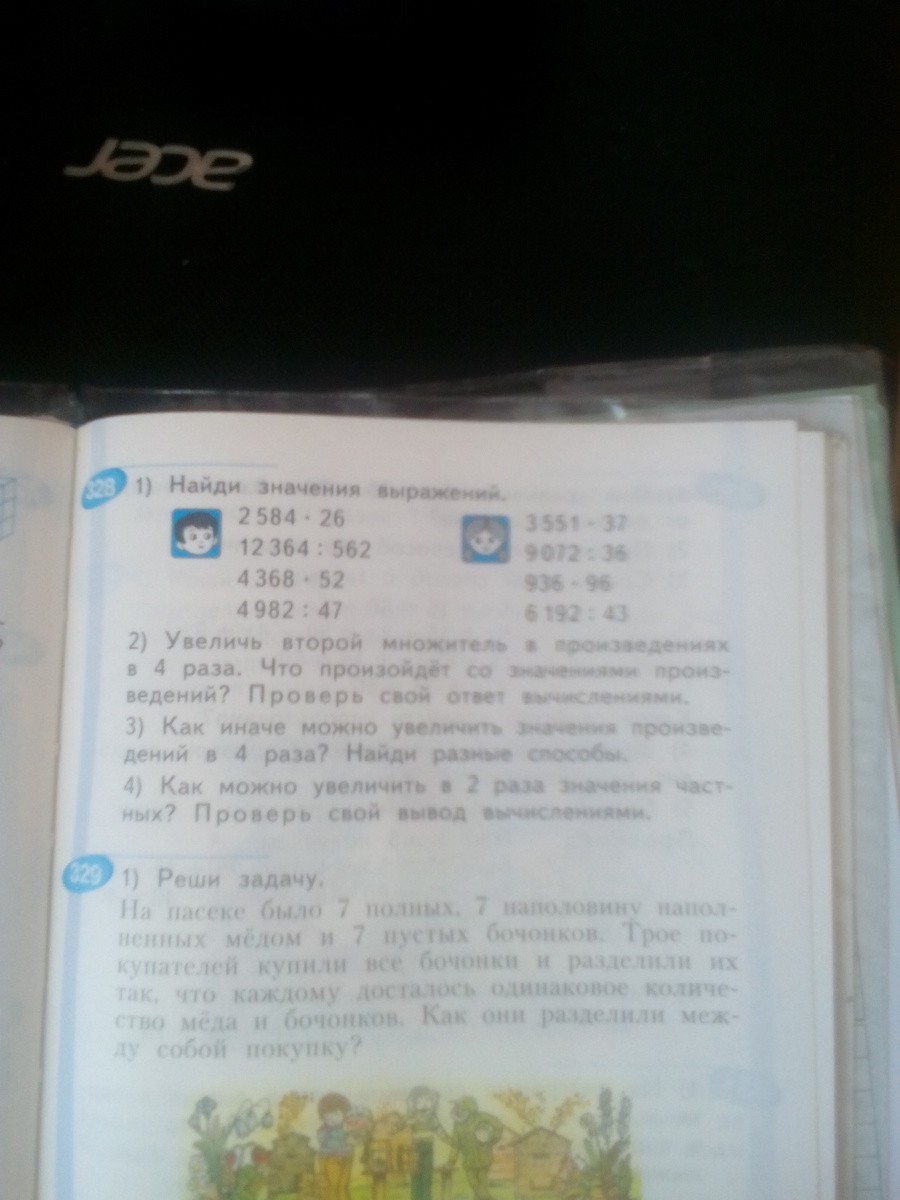 acer
328 1) Найди значения выражений.
2 584 · 26
12 364 : 562
4 368 · 52
4 982 : 47
3 551 · 37
9 072 : 36
936 · 96
6 192 : 43
2) Увеличь второй множитель в произведениях
в 4 раза. Что произойдёт со значениями произ-
ведений? Проверь свой ответ вычислениями.
3) Как иначе можно увеличить значения произве-
дений в 4 раза? Найди разные способы.
4) Как можно увеличить в 2 раза значения част-
ных? Проверь свой вывод вычислениями.
329 1) Реши задачу.
На пасеке было 7 полных, 7 наполовину напол-
ненных мёдом и 7 пустых бочонков. Трое по-
купателей купили все бочонки и разделили их
так, что каждому досталось одинаковое количе-
ство мёда и бочонков. Как они разделили меж-
ду собой покупку?